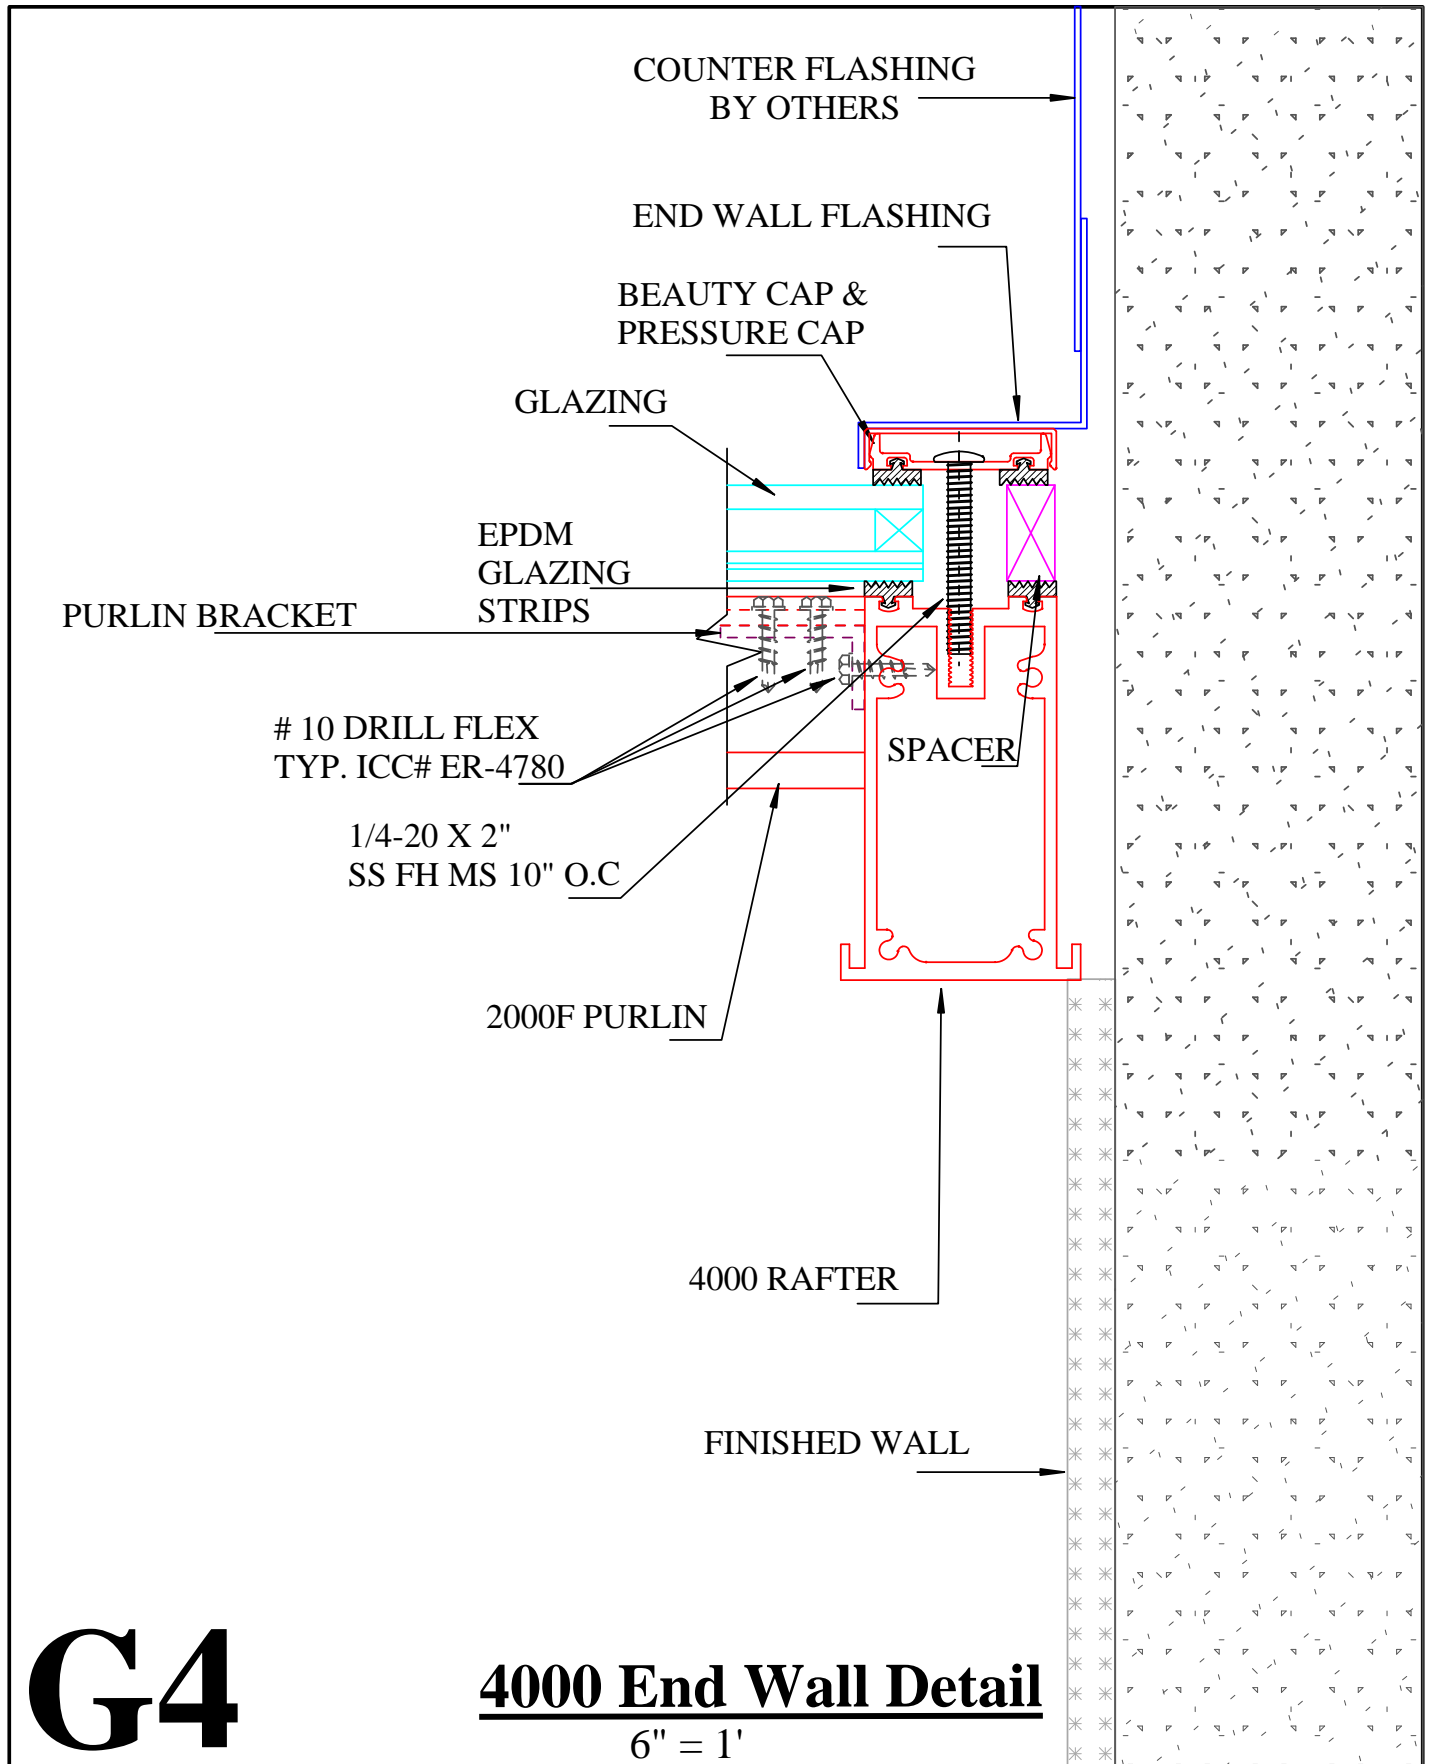 COUNTER FLASHING
BY OTHERS
END WALL FLASHING
BEAUTY CAP &
PRESSURE CAP
GLAZING
EPDM
GLAZING
STRIPS
PURLIN BRACKET
# 10 DRILL FLEX
TYP. ICC# ER-4780
SPACER
1/4-20 X 2"
SS FH MS 10" O.C
2000F PURLIN
4000 RAFTER
FINISHED WALL
G4
4000 End Wall Detail
6" = 1'